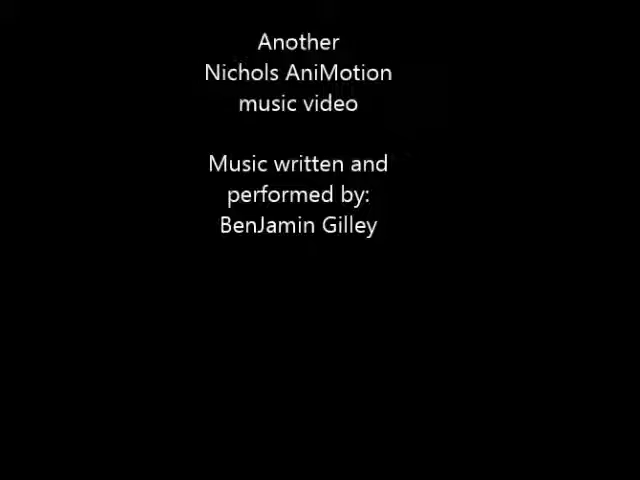 Another
Nichols AniMotion
music video
Music written and
performed by:
BenJamin Gilley